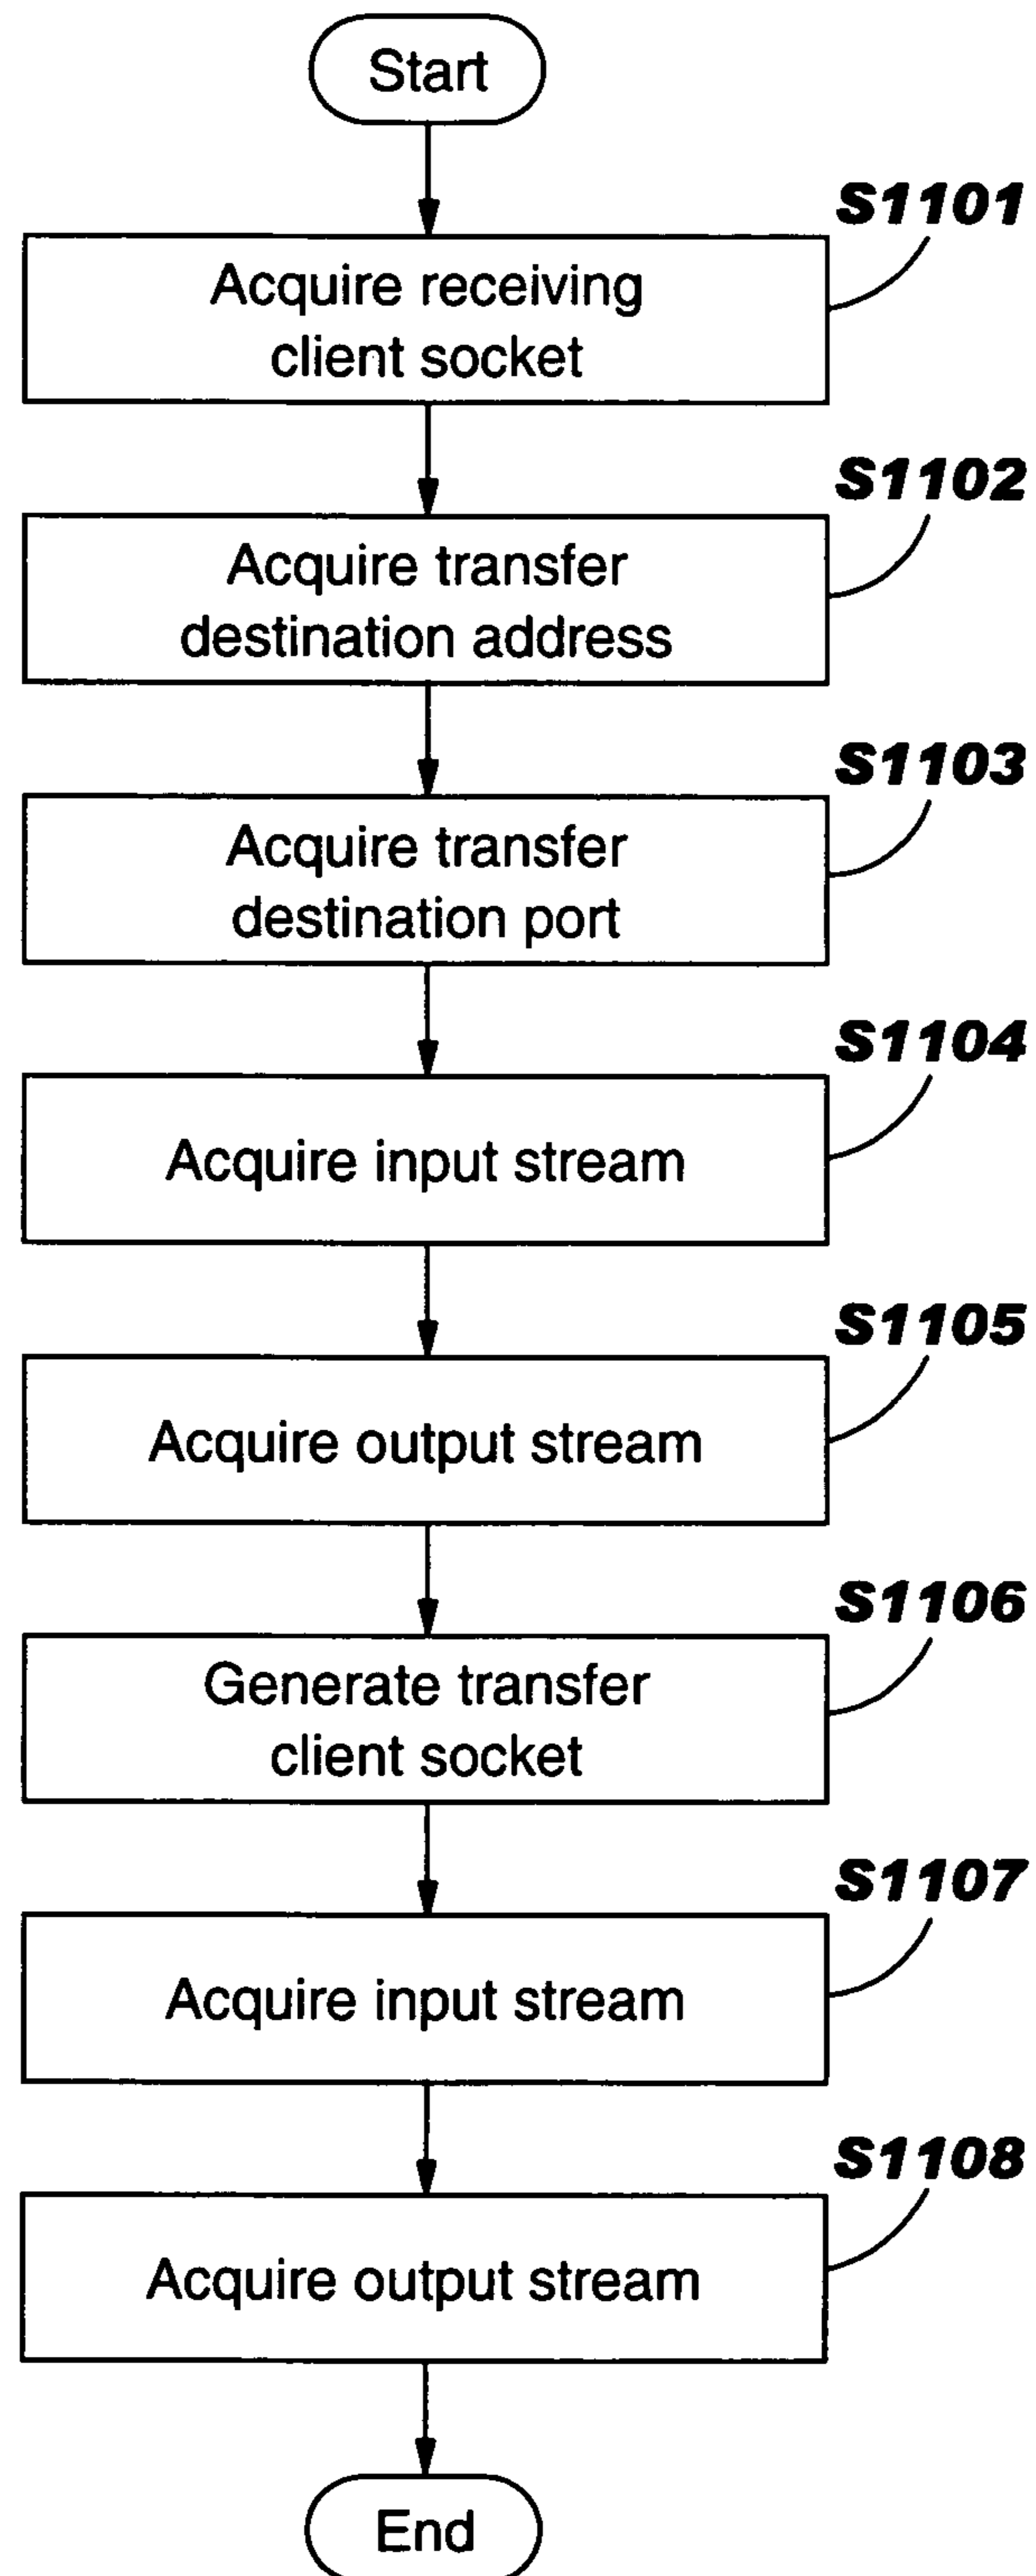 Start
S1101
Acquire receiving
client socket
S1102
Acquire transfer
destination address
S1103
Acquire transfer
destination port
S1104
Acquire input stream
S1105
Acquire output stream
S1106
Generate transfer
client socket
S1107
Acquire input stream
S1108
Acquire output stream
End